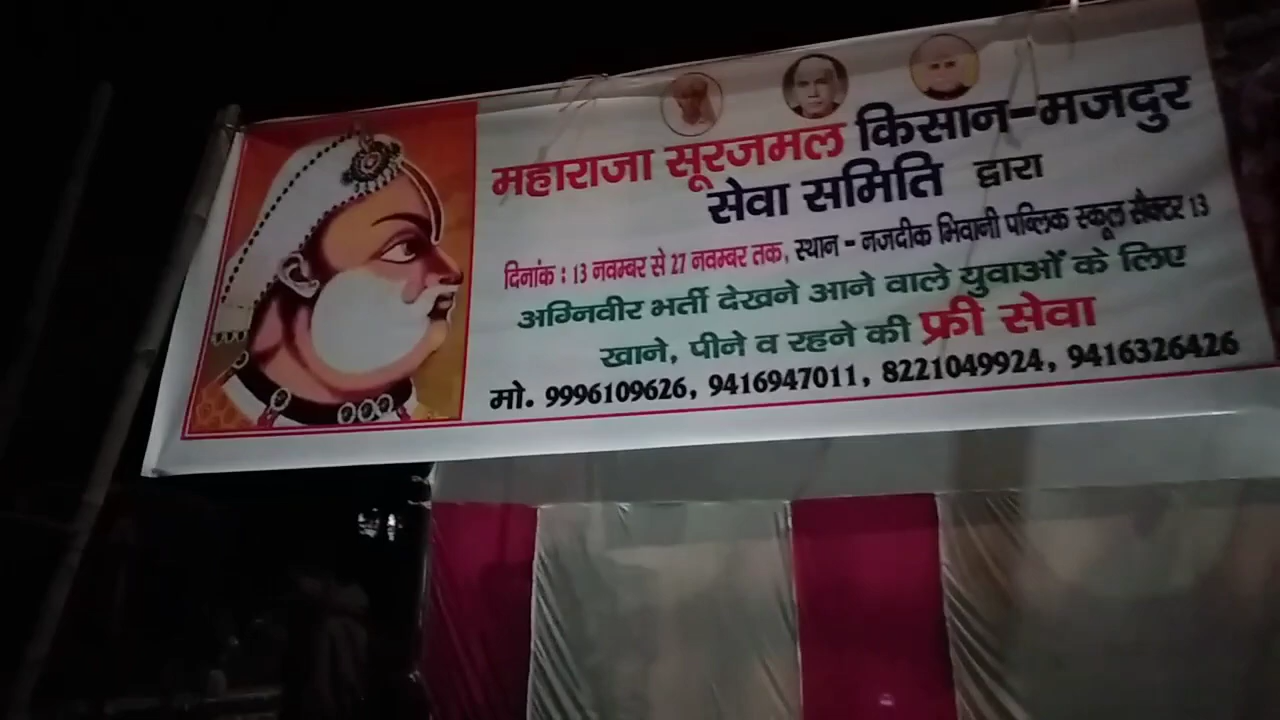 महाराजा सूरजमल किसान-मजदुर
सेवा समिति द्वारा
दिनांक : 13 नवम्बर से 27 नवम्बर तक, स्थान - नजदीक भिवानी पब्लिक स्कूल सैक्टर 13
अग्निवीर भर्ती देखने आने वाले युवाओं के लिए
खाने, पीने व रहने की फ्री सेवा
मो. 9996109626, 9416947011, 8221049924, 9416326426